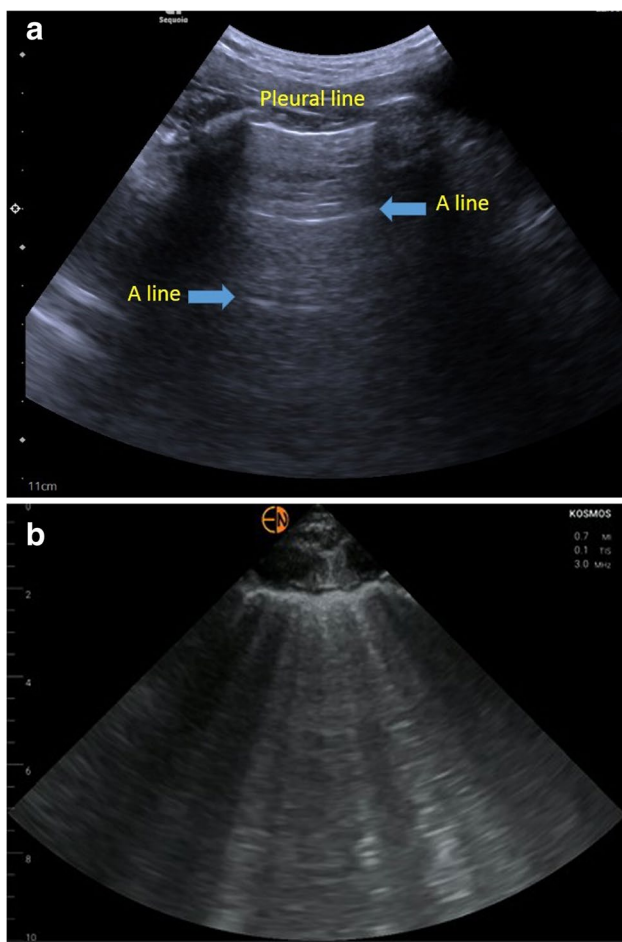 a
Sequoia
Pleural line
A line
A line
11cm
b
EN
KOSMOS
0.7 MI
0.1 TIS
3.0 MHz
0
2
4
6
8
10